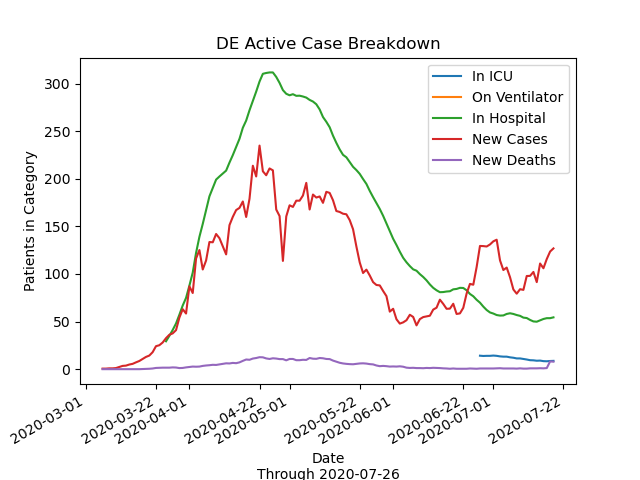 DE Active Case Breakdown
In ICU
On Ventilator
In Hospital
New Cases
New Deaths
Patients in Category
300
250
200
150
100
50
0
2020-03-01
2020-03-22
2020-04-01
2020-04-22
2020-05-01
2020-05-22
2020-06-01
2020-06-22
2020-07-01
2020-07-22
Date
Through 2020-07-26